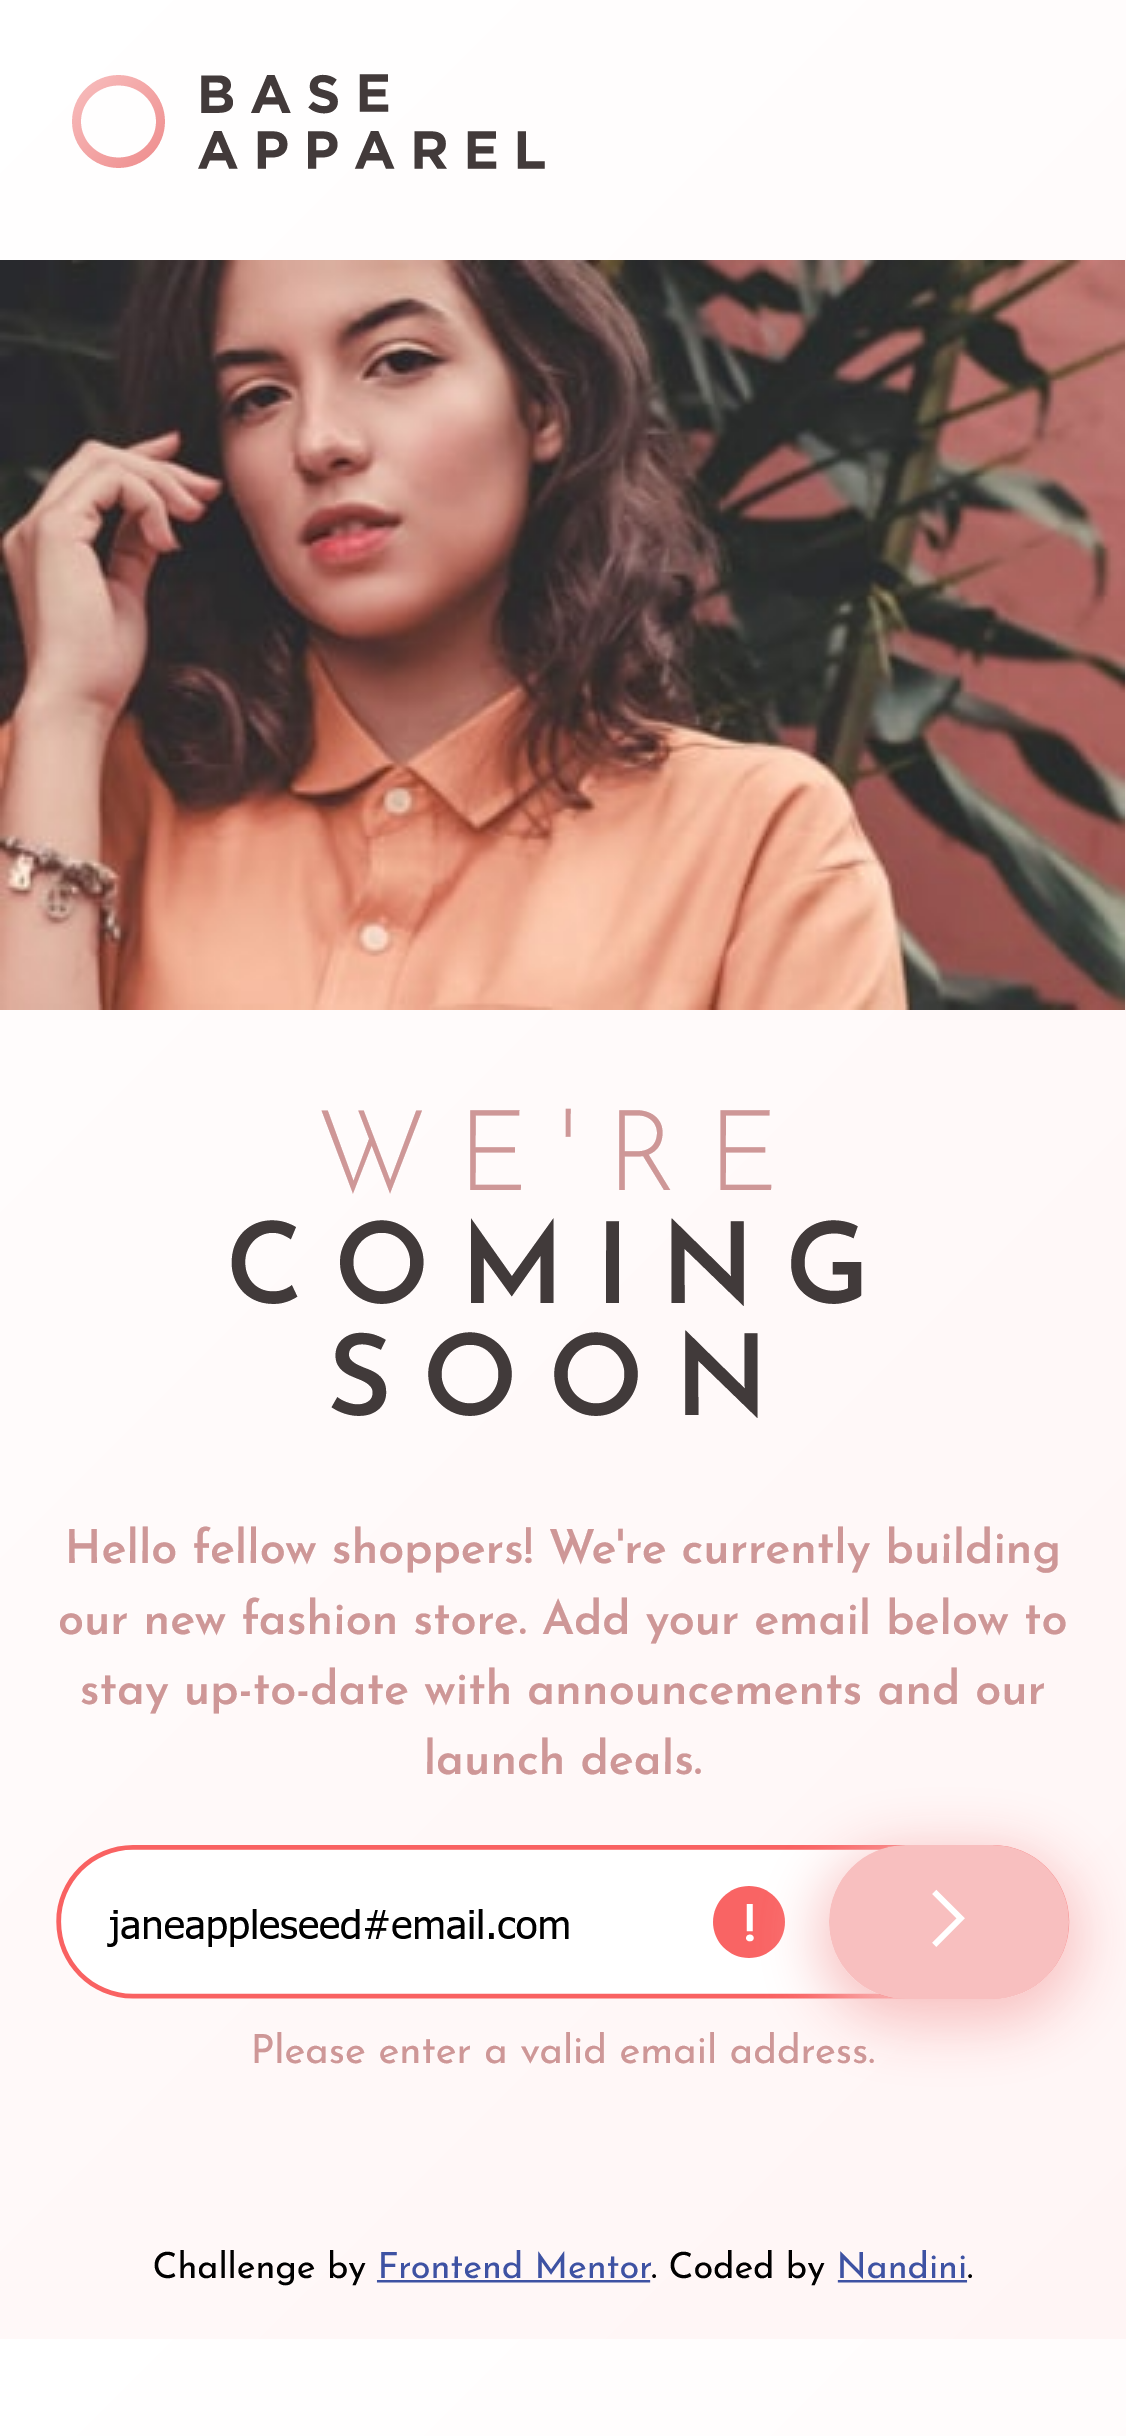 BASE
APPAREL
WE'RE
COMING
SOON
Hello fellow shoppers! We're currently building
our new fashion store. Add your email below to
stay up-to-date with announcements and our
launch deals.
janeappleseed#email.com
!
Please enter a valid email address.
Challenge by Frontend Mentor. Coded by Nandini.